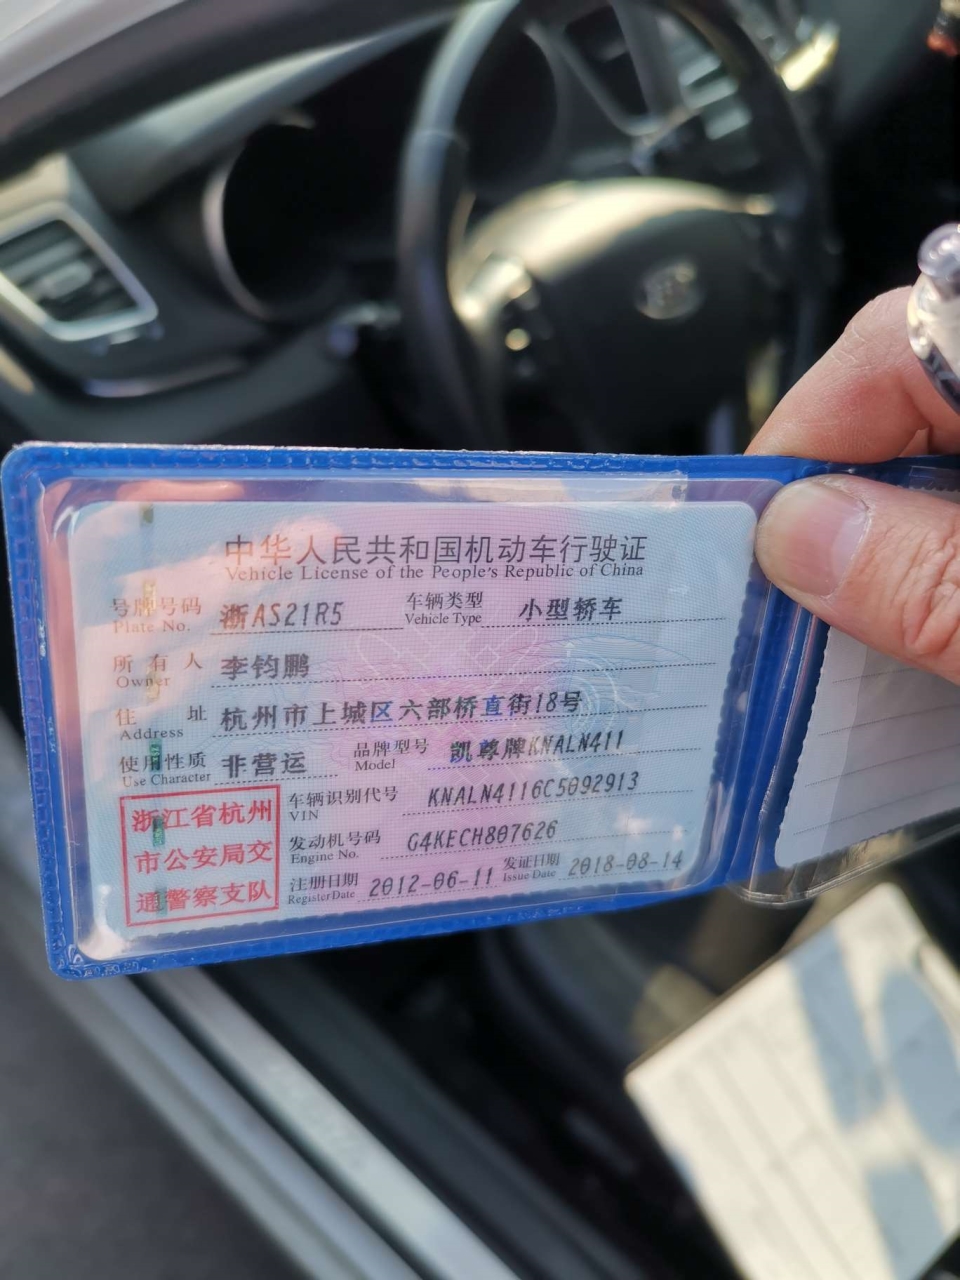 中华人民共和国机动车行驶证
Vehicle License of the People's Republic of China
号牌号码 浙AS21R5 车辆类型 小型轿车
Plate No. Vehicle Type
所有人 李钧鹏
Owner
住址 杭州市上城区六部桥直街18号
Address
使用性质 非营运 品牌型号 凯尊牌KNALN411
Use Character Model
浙江省杭州
市公安局交
通警察支队
车辆识别代号 KNALN4116C5092913
VIN
发动机号码 G4KECH807626
Engine No.
注册日期 2012-06-11 发证日期 2018-08-14
Register Date Issue Date
KIA